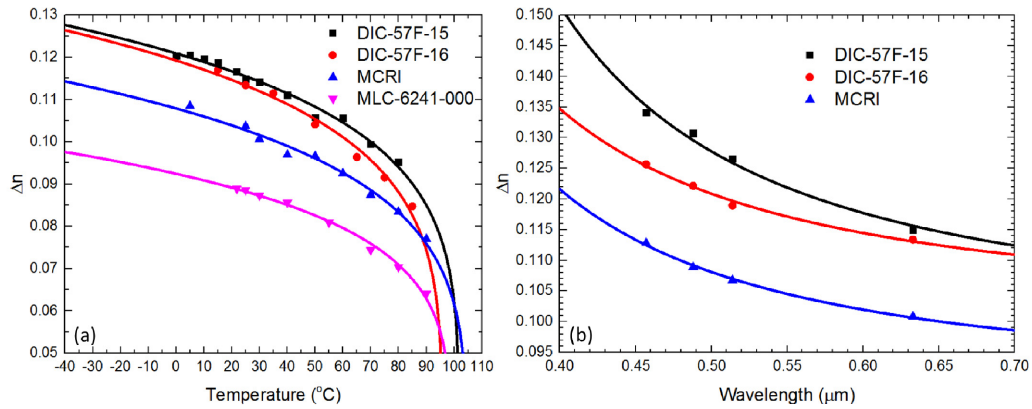 0.13
0.12
0.11
0.10
0.09
0.08
0.07
0.06
0.05
Δn
DIC-57F-15
DIC-57F-16
MCRI
MLC-6241-000
(a)
-40 -30 -20 -10 0 10 20 30 40 50 60 70 80 90 100 110
Temperature (°C)
0.150
0.145
0.140
0.135
0.130
0.125
0.120
0.115
0.110
0.105
0.100
0.095
Δn
DIC-57F-15
DIC-57F-16
MCRI
(b)
0.40 0.45 0.50 0.55 0.60 0.65 0.70
Wavelength (μm)